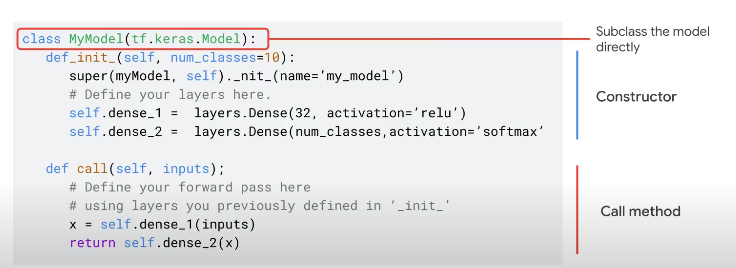 class MyModel(tf.keras.Model):
Subclass the model
directly
def_init_(self, num_classes=10):
super(myModel, self)._nit_(name=‘my_model’)
# Define your layers here.
self.dense_1 = layers.Dense(32, activation=’relu’)
self.dense_2 = layers.Dense(num_classes,activation=’softmax’
Constructor
def call(self, inputs);
# Define your forward pass here
# using layers you previously defined in ‘_init_’
x = self.dense_1(inputs)
return self.dense_2(x)
Call method